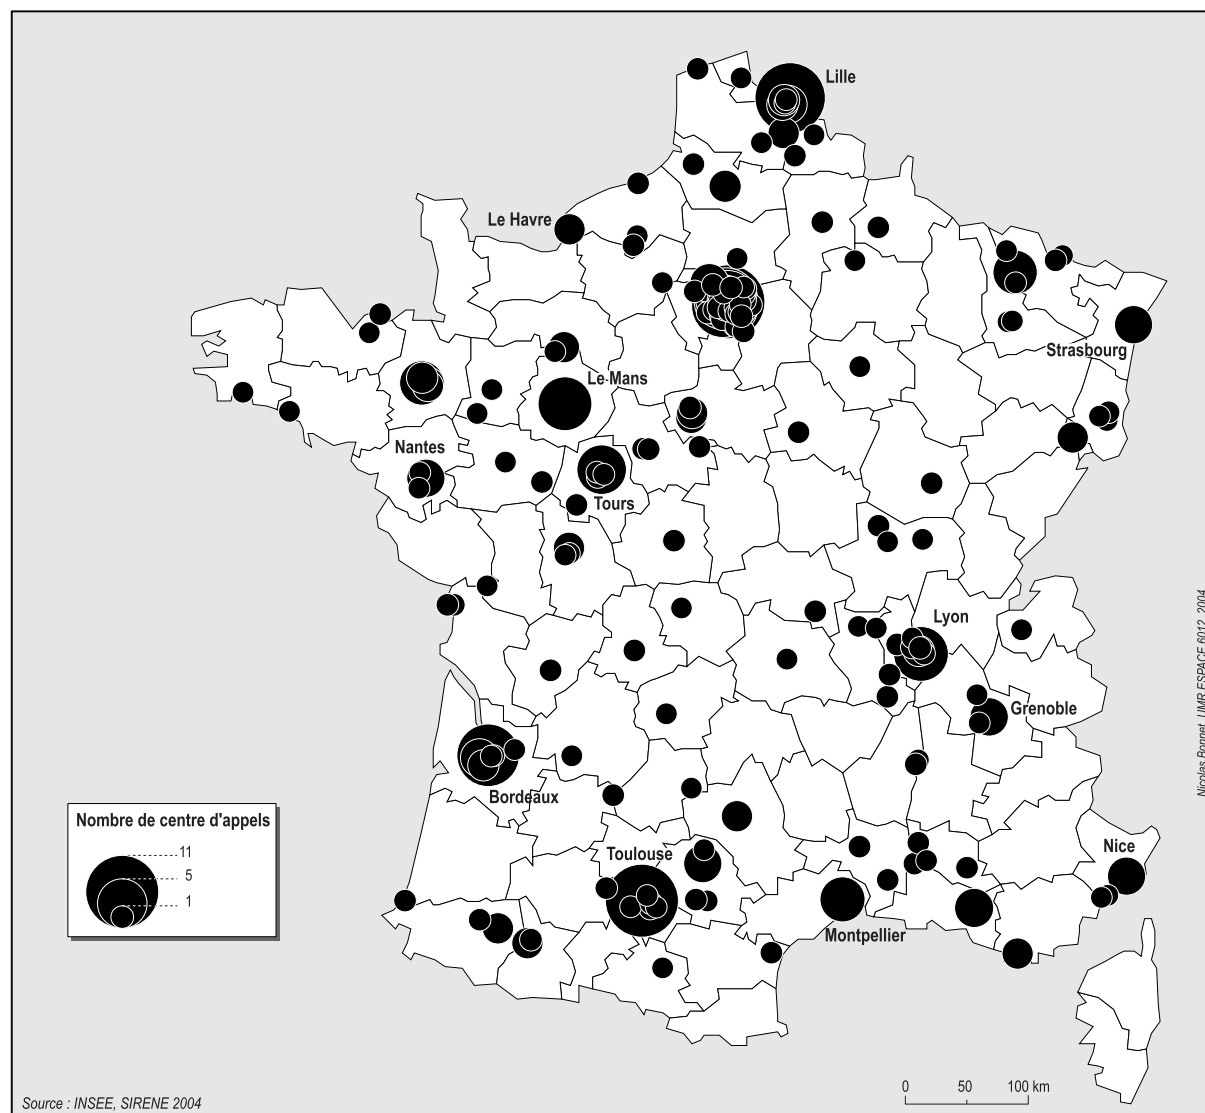 Lille
Le Havre
Strasbourg
Le Mans
Nantes
Tours
Lyon
Nicolas Bonnet, UMR ESPACE 6012, 2004
Grenoble
Bordeaux
Nombre de centre d'appels
11
5
1
Toulouse
Nice
Montpellier
0 50 100 km
Source : INSEE, SIRENE 2004